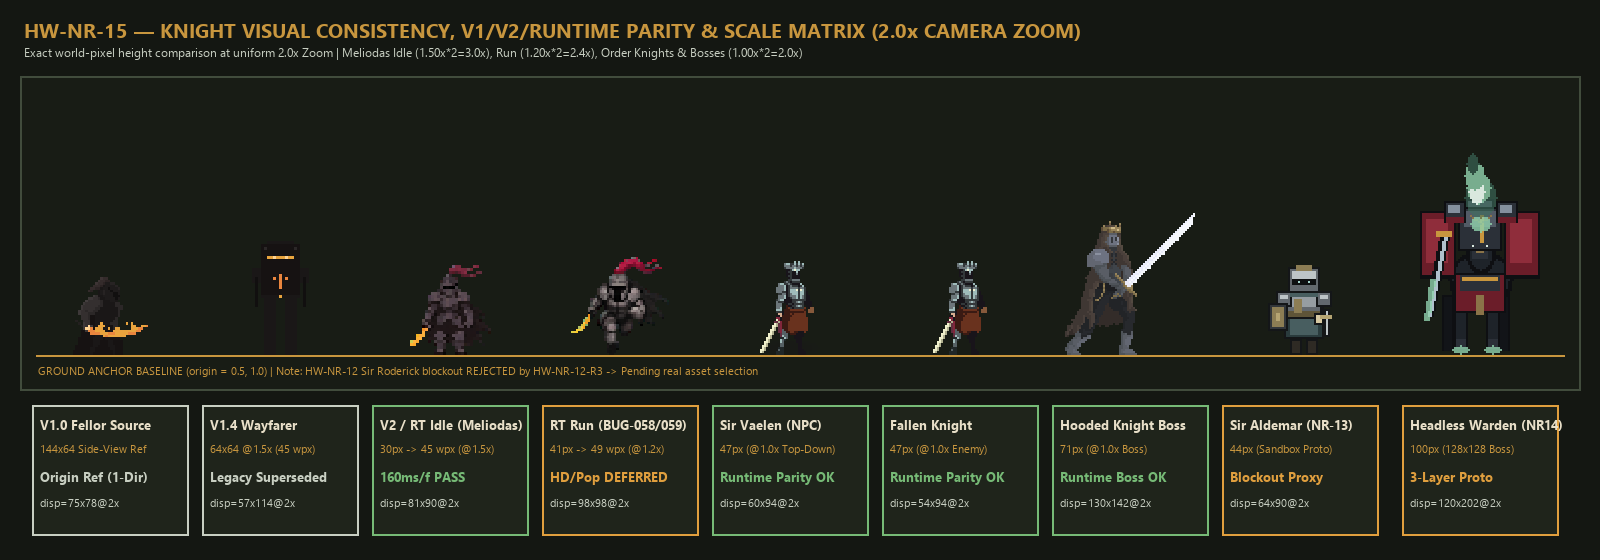 HW-NR-15 — KNIGHT VISUAL CONSISTENCY, V1/V2/RUNTIME PARITY & SCALE MATRIX (2.0x CAMERA ZOOM)
Exact world-pixel height comparison at uniform 2.0x Zoom | Meliodas Idle (1.50x*2=3.0x), Run (1.20x*2=2.4x), Order Knights & Bosses (1.00x*2=2.0x)
GROUND ANCHOR BASELINE (origin = 0.5, 1.0) | Note: HW-NR-12 Sir Roderick blockout REJECTED by HW-NR-12-R3 -> Pending real asset selection
V1.0 Fellor Source
144x64 Side-View Ref
Origin Ref (1-Dir)
disp=75x78@2x
V1.4 Wayfarer
64x64 @1.5x (45 wpx)
Legacy Superseded
disp=57x114@2x
V2 / RT Idle (Meliodas)
30px -> 45 wpx (@1.5x)
160ms/f PASS
disp=81x90@2x
RT Run (BUG-058/059)
41px -> 49 wpx (@1.2x)
HD/Pop DEFERRED
disp=98x98@2x
Sir Vaelen (NPC)
47px (@1.0x Top-Down)
Runtime Parity OK
disp=60x94@2x
Fallen Knight
47px (@1.0x Enemy)
Runtime Parity OK
disp=54x94@2x
Hooded Knight Boss
71px (@1.0x Boss)
Runtime Boss OK
disp=130x142@2x
Sir Aldemar (NR-13)
44px (Sandbox Proto)
Blockout Proxy
disp=64x90@2x
Headless Warden (NR14)
100px (128x128 Boss)
3-Layer Proto
disp=120x202@2x